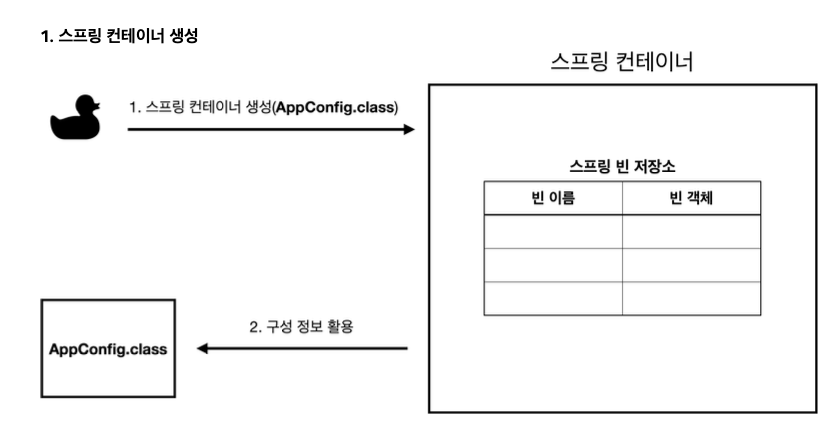 1. 스프링 컨테이너 생성
스프링 컨테이너
1. 스프링 컨테이너 생성(AppConfig.class)
스프링 빈 저장소
빈 이름
빈 객체
2. 구성 정보 활용
AppConfig.class